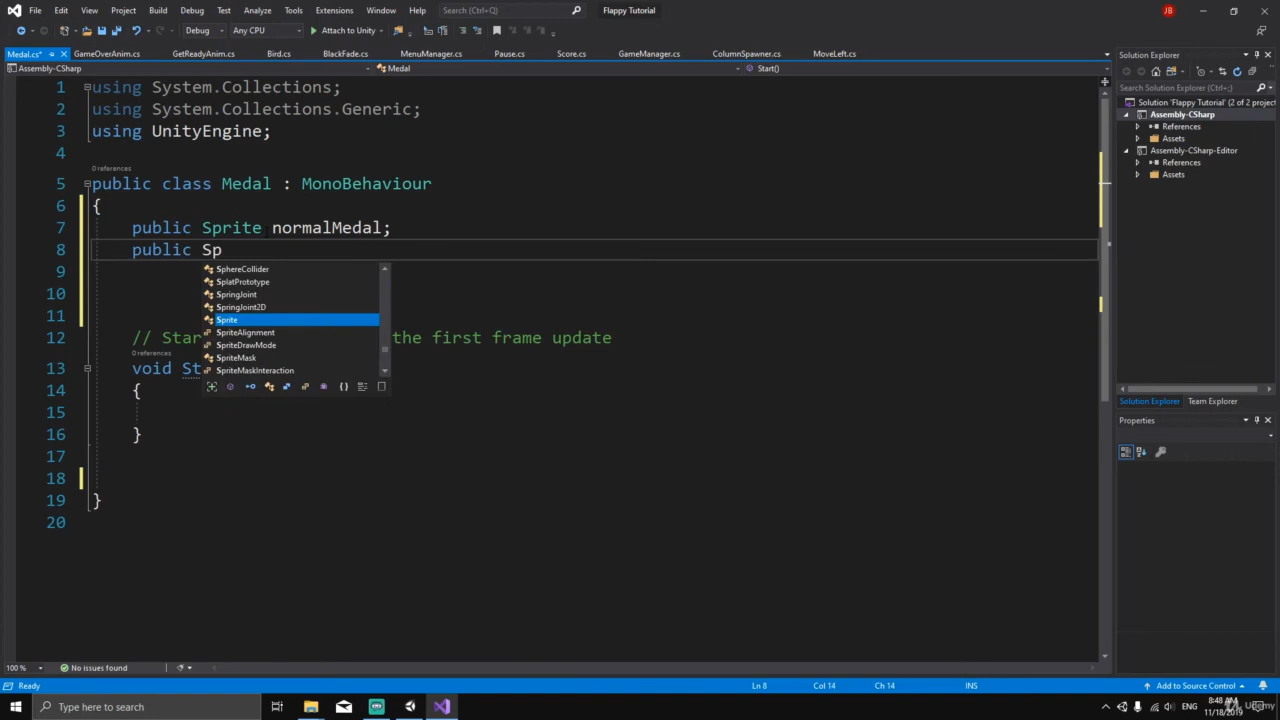 File Edit View Project Build Debug Test Analyze Tools Extensions Window Help Search (Ctrl+Q) Flappy Tutorial JB
Debug Any CPU Attach to Unity
Medal.cs* GameOverAnim.cs GetReadyAnim.cs Bird.cs BlackFade.cs MenuManager.cs Pause.cs Score.cs GameManager.cs ColumnSpawner.cs MoveLeft.cs
Assembly-CSharp Medal Start()
1 using System.Collections;
2 using System.Collections.Generic;
3 using UnityEngine;
4
0 references
5 public class Medal : MonoBehaviour
6 {
7 public Sprite normalMedal;
8 public Sp
SphereCollider
9
SplatPrototype
10
SpringJoint
SpringJoint2D
11
Sprite
12 // Star the first frame update
SpriteAlignment
SpriteDrawMode
0 references
SpriteMask
13 void St
SpriteMaskInteraction
14 {
15
16 }
17
18
19 }
20
Solution Explorer
Search Solution Explorer (Ctrl+;)
Solution 'Flappy Tutorial' (2 of 2 project
Assembly-CSharp
References
Assets
Assembly-CSharp-Editor
References
Assets
Solution Explorer Team Explorer
Properties
100 % No issues found
Ready Ln 8 Col 14 Ch 14 INS Add to Source Control
Type here to search ENG 8:48 AM
11/18/2019
Udemy